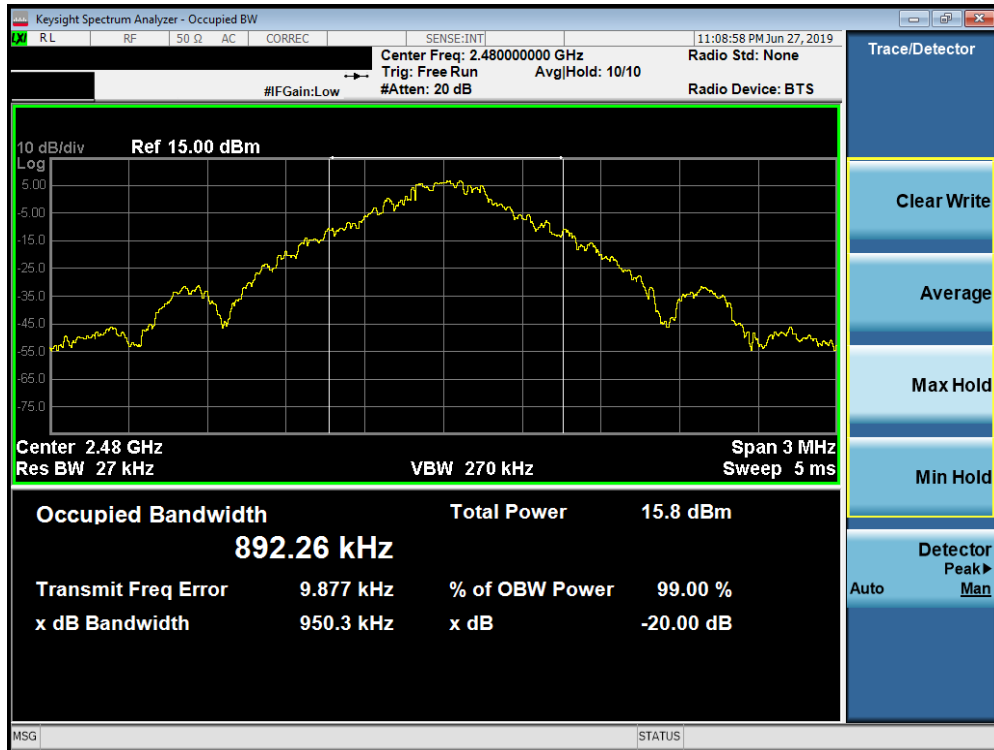 Keysight Spectrum Analyzer - Occupied BW
LXI RL RF 50 Ω AC CORREC SENSE:INT 11:08:58 PM Jun 27, 2019
Center Freq: 2.480000000 GHz Radio Std: None
Trig: Free Run Avg|Hold: 10/10
#IFGain:Low #Atten: 20 dB Radio Device: BTS
Trace/Detector
10 dB/div Ref 15.00 dBm
Log
5.00
-5.00
-15.0
-25.0
-35.0
-45.0
-55.0
-65.0
-75.0
Center 2.48 GHz Span 3 MHz
Res BW 27 kHz VBW 270 kHz Sweep 5 ms
Occupied Bandwidth Total Power 15.8 dBm
892.26 kHz
Transmit Freq Error 9.877 kHz % of OBW Power 99.00 %
x dB Bandwidth 950.3 kHz x dB -20.00 dB
Clear Write
Average
Max Hold
Min Hold
Detector
Peak▶
Auto Man
MSG STATUS